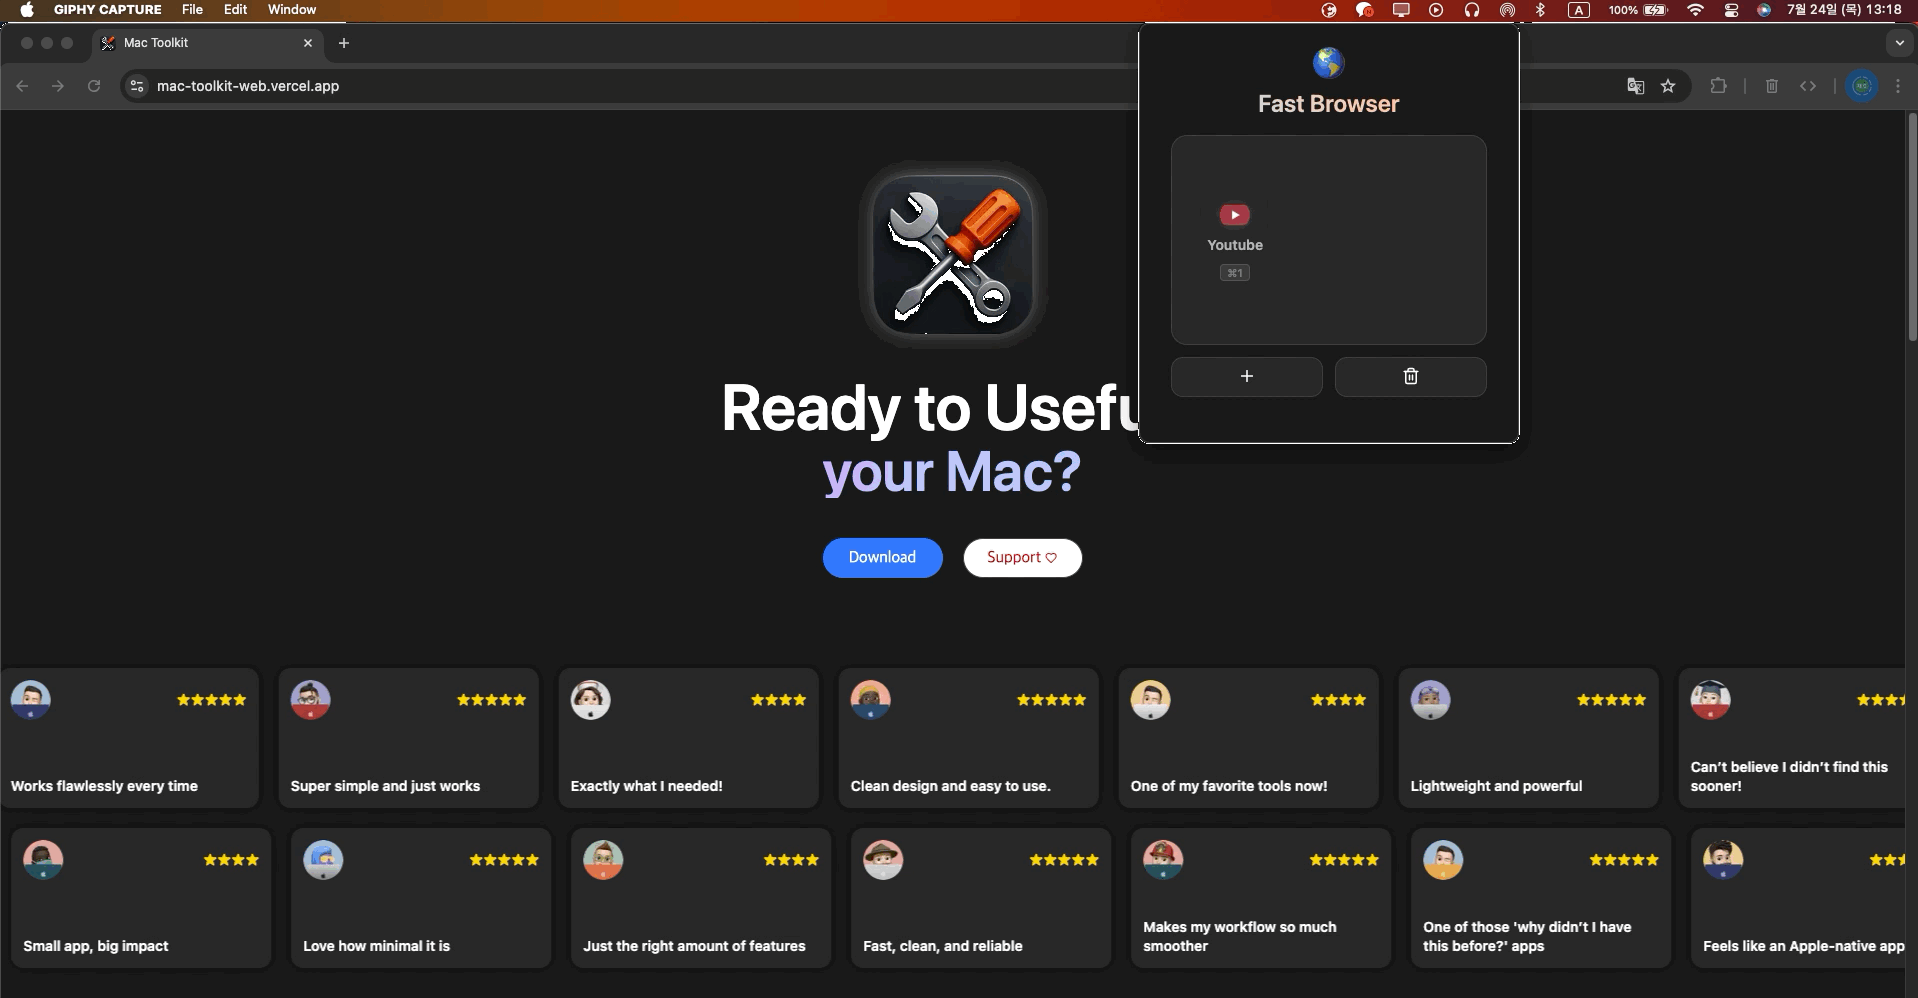 GIPHY CAPTURE File Edit Window A 100% 7월 24일 (목) 13:18
Mac Toolkit
mac-toolkit-web.vercel.app
Fast Browser
Youtube
⌘1
Ready to Usefu
your Mac?
Download Support
Works flawlessly every time
Super simple and just works
Exactly what I needed!
Clean design and easy to use.
One of my favorite tools now!
Lightweight and powerful
Can’t believe I didn’t find this
sooner!
Small app, big impact
Love how minimal it is
Just the right amount of features
Fast, clean, and reliable
Makes my workflow so much
smoother
One of those 'why didn’t I have
this before?' apps
Feels like an Apple-native app